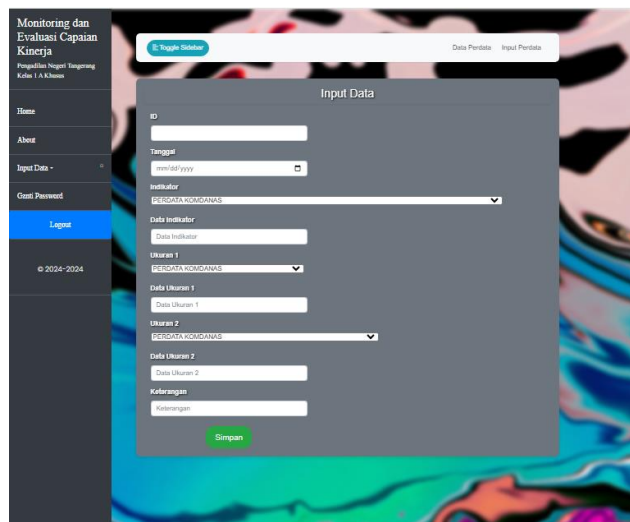 Monitoring dan
Evaluasi Capaian
Kinerja
Pengadilan Negeri Tangerang
Kelas 1 A Khusus
Home
About
Input Data
Ganti Password
Logout
© 2024-2024
Toggle Sidebar
Data Perdata Input Perdata
Input Data
ID
Tanggal
mm/dd/yyyy
Indikator
PERDATA KOMDANAS
Data Indikator
Data Indikator
Ukuran 1
PERDATA KOMDANAS
Data Ukuran 1
Data Ukuran 1
Ukuran 2
PERDATA KOMDANAS
Data Ukuran 2
Data Ukuran 2
Keterangan
Keterangan
Simpan